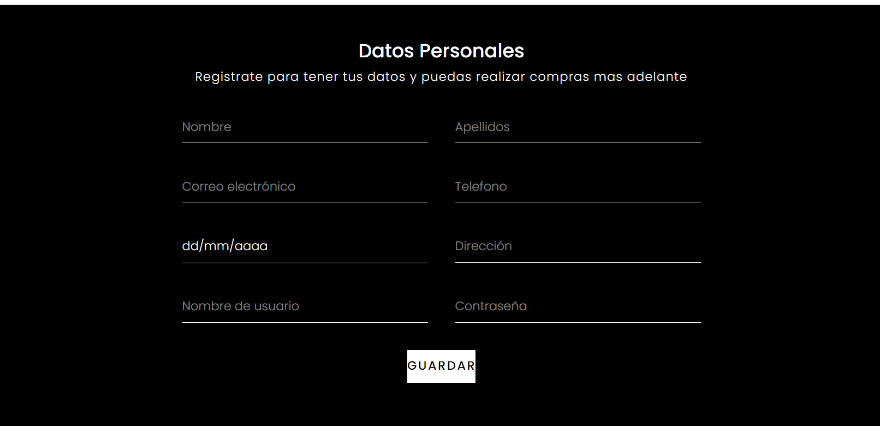 Datos Personales
Registrate para tener tus datos y puedas realizar compras mas adelante
Nombre
Apellidos
Correo electrónico
Telefono
dd/mm/aaaa
Dirección
Nombre de usuario
Contraseña
GUARDAR